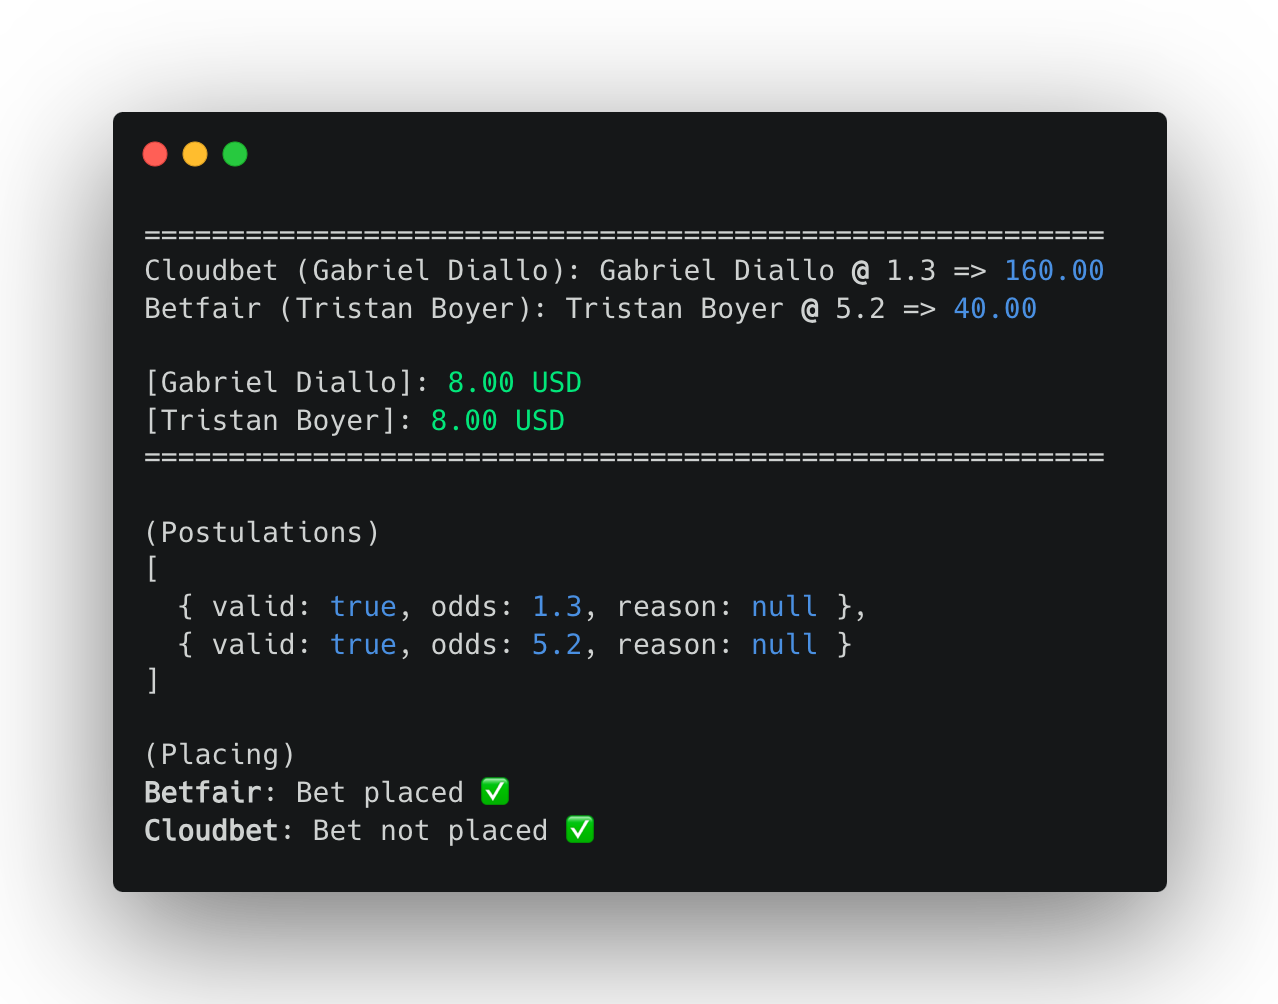 =========================================================
Cloudbet (Gabriel Diallo): Gabriel Diallo @ 1.3 => 160.00
Betfair (Tristan Boyer): Tristan Boyer @ 5.2 => 40.00
[Gabriel Diallo]: 8.00 USD
[Tristan Boyer]: 8.00 USD
=========================================================
(Postulations)
[
  { valid: true, odds: 1.3, reason: null },
  { valid: true, odds: 5.2, reason: null }
]
(Placing)
Betfair: Bet placed ✅
Cloudbet: Bet not placed ✅